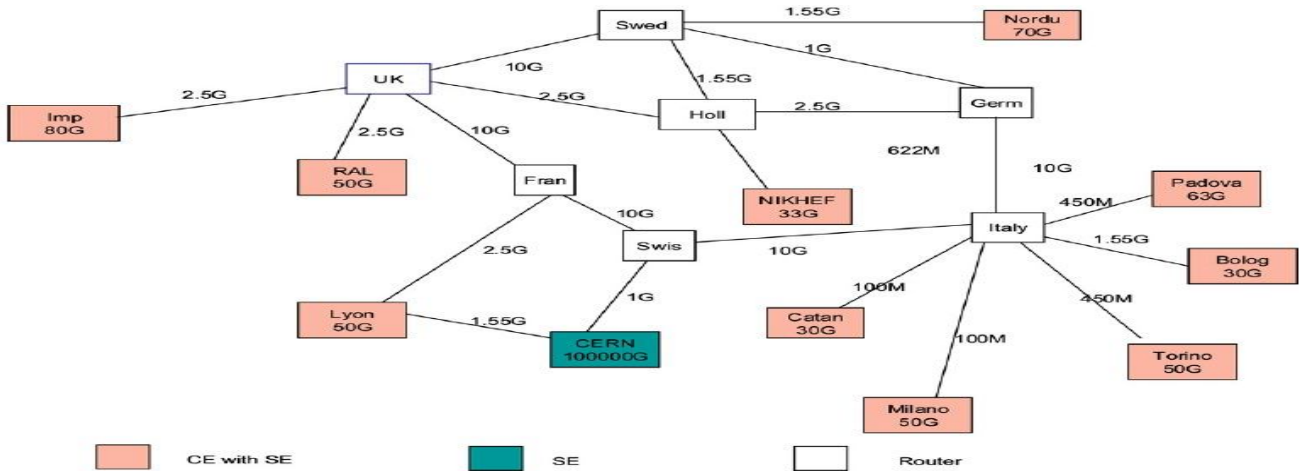 Swed
1.55G
Nordu
70G
1G
10G
UK
1.55G
2.5G
2.5G
Imp
80G
2.5G
Holl
Germ
2.5G
10G
622M
RAL
50G
Fran
10G
NIKHEF
33G
Padova
63G
450M
10G
Swis
Italy
10G
1.55G
Bolog
30G
2.5G
1G
100M
450M
Lyon
50G
1.55G
Catan
30G
CERN
100000G
100M
Torino
50G
Milano
50G
CE with SE
SE
Router